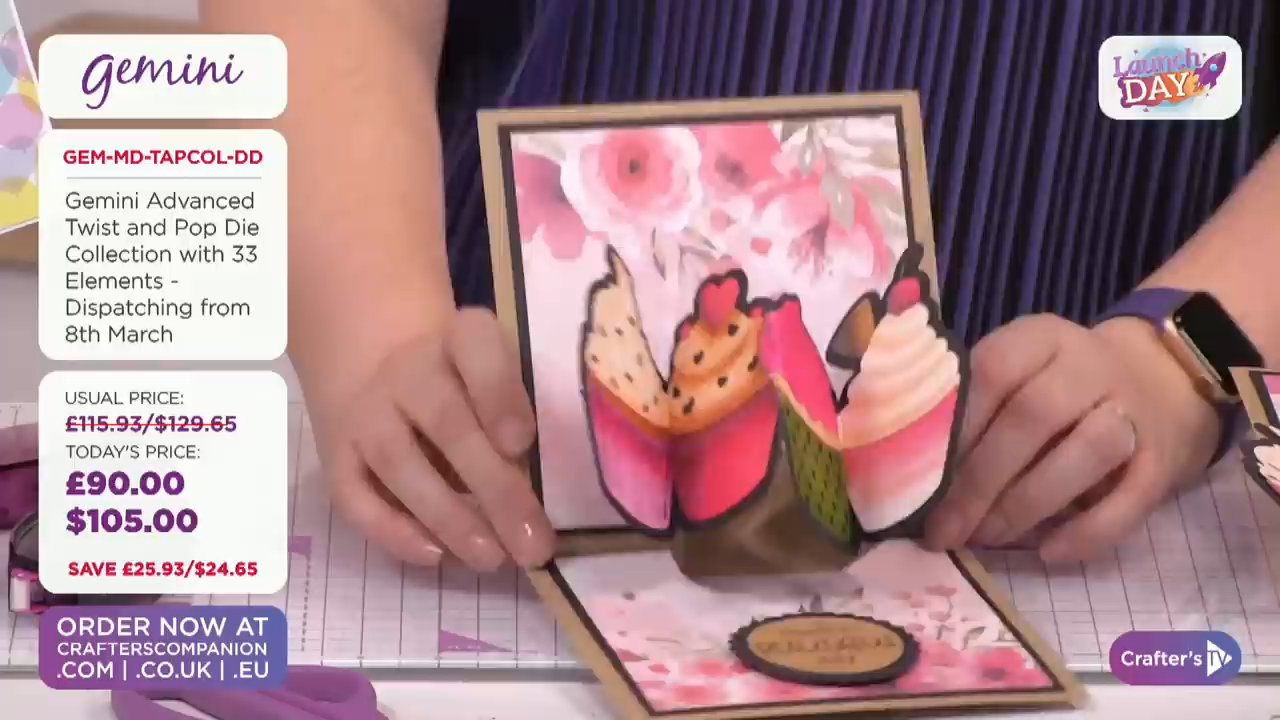 gemini
GEM-MD-TAPCOL-DD
Gemini Advanced
Twist and Pop Die
Collection with 33
Elements -
Dispatching from
8th March
USUAL PRICE:
£115.93/$129.65
TODAY'S PRICE:
£90.00
$105.00
SAVE £25.93/$24.65
ORDER NOW AT
CRAFTERSCOMPANION
.COM | .CO.UK | .EU
Launch
DAY
Crafter's TV